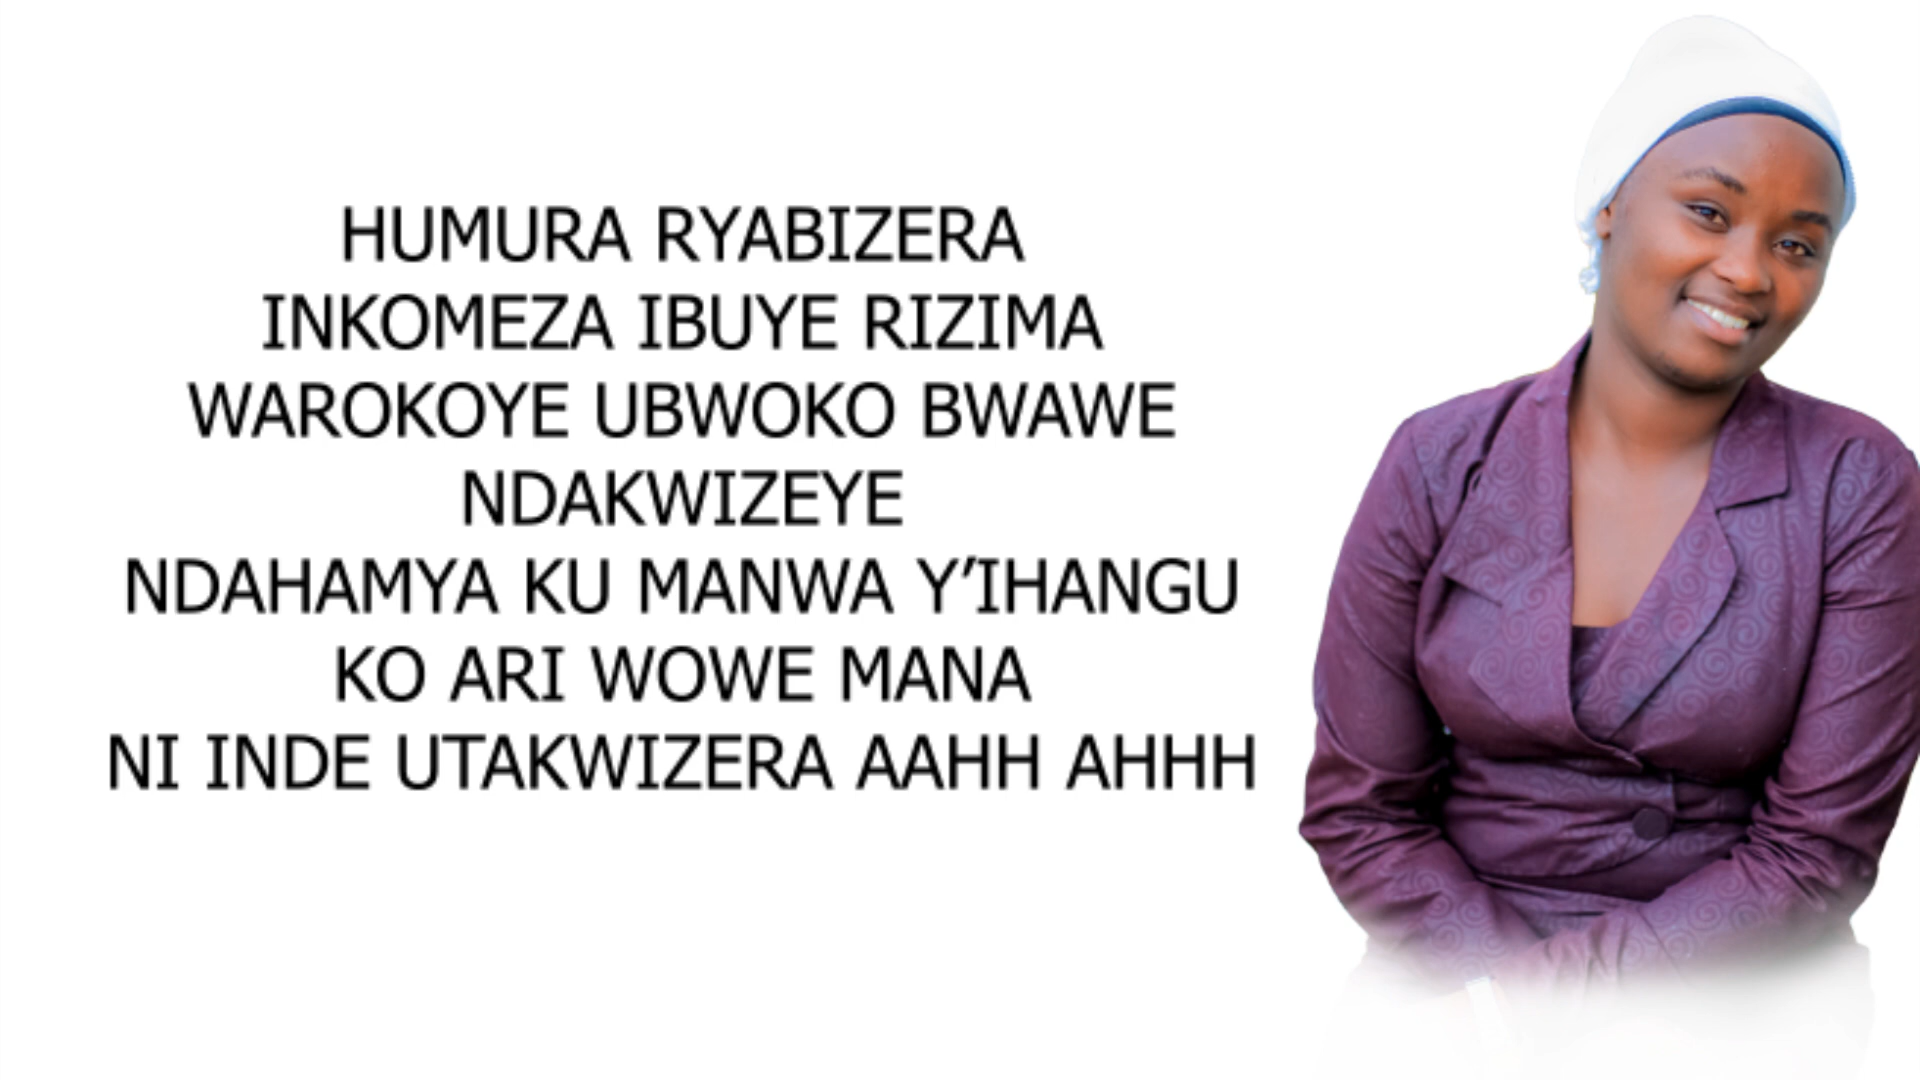 HUMURA RYABIZERA
INKOMEZA IBUYE RIZIMA
WAROKOYE UBWOKO BWAWE
NDAKWIZEYE
NDAHAMYA KU MANWA Y’IHANGU
KO ARI WOWE MANA
NI INDE UTAKWIZERA AAHH AHHH